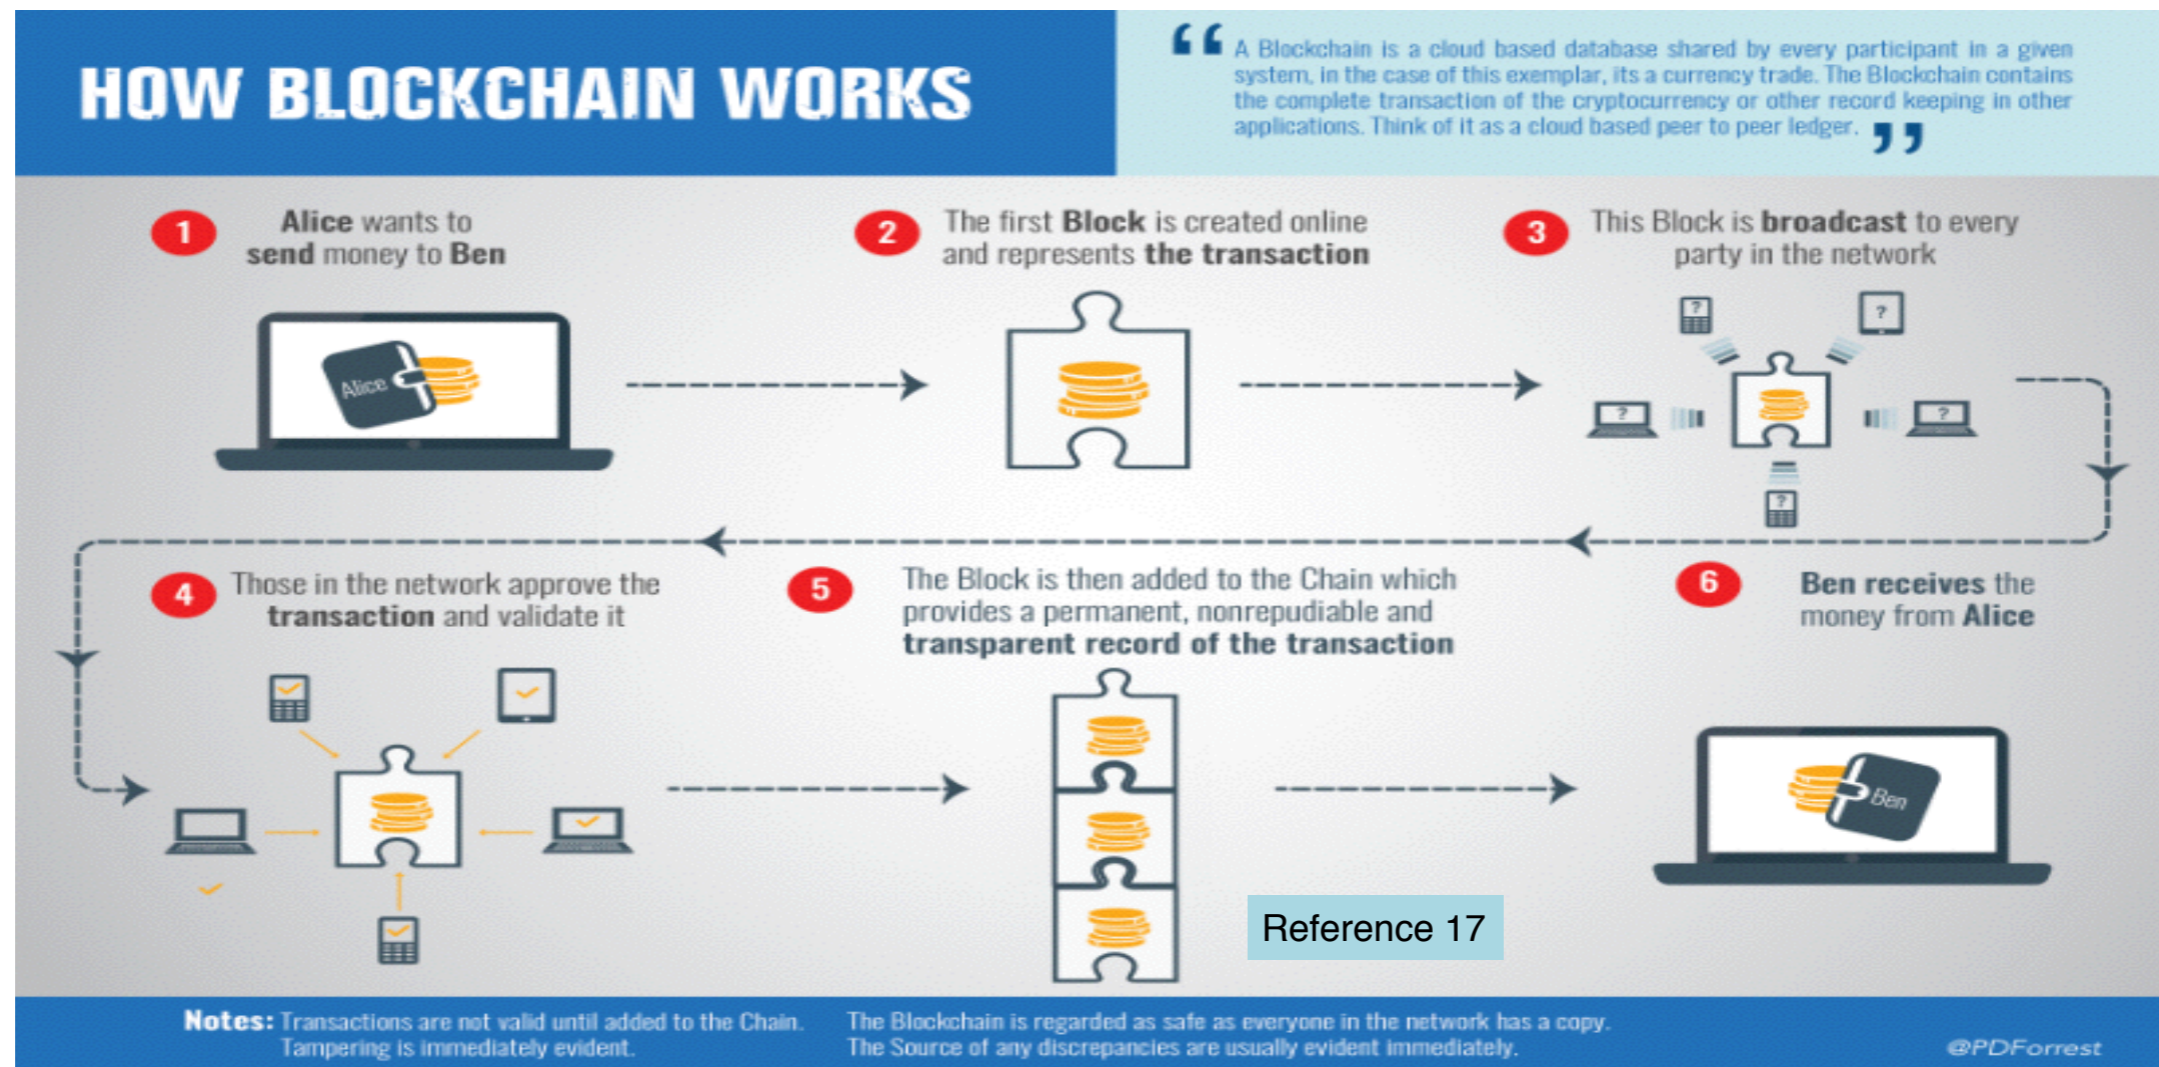 HOW BLOCKCHAIN WORKS
“ A Blockchain is a cloud based database shared by every participant in a given
system, in the case of this exemplar, its a currency trade. The Blockchain contains
the complete transaction of the cryptocurrency or other record keeping in other
applications. Think of it as a cloud based peer to peer ledger. ”
1
Alice wants to
send money to Ben
Alice
2
The first Block is created online
and represents the transaction
3
This Block is broadcast to every
party in the network
?
?
?
?
?
4
Those in the network approve the
transaction and validate it
5
The Block is then added to the Chain which
provides a permanent, nonrepudiable and
transparent record of the transaction
6
Ben receives the
money from Alice
Ben
Reference 17
Notes: Transactions are not valid until added to the Chain.
Tampering is immediately evident.
The Blockchain is regarded as safe as everyone in the network has a copy.
The Source of any discrepancies are usually evident immediately.
@PDForrest